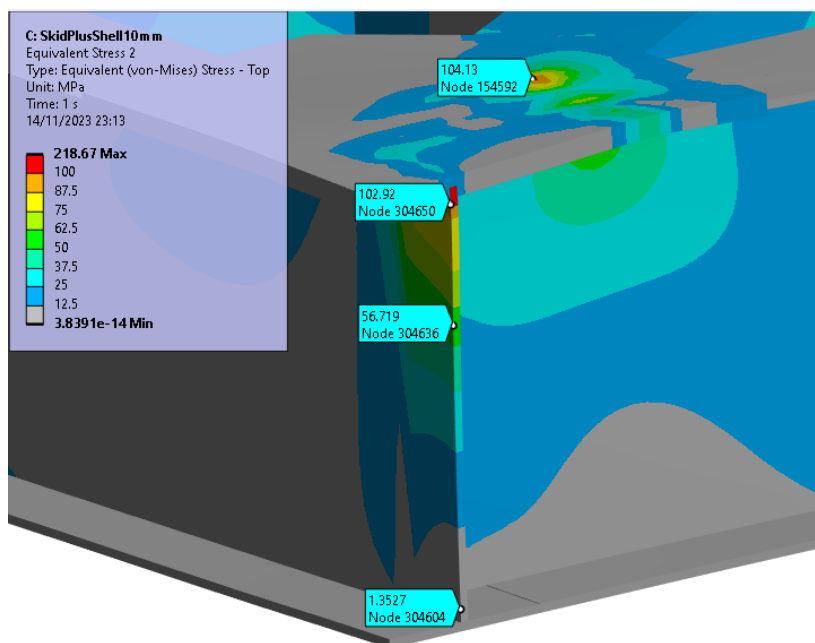 C: SkidPlusShell10mm
Equivalent Stress 2
Type: Equivalent (von-Mises) Stress - Top
Unit: MPa
Time: 1 s
14/11/2023 23:13
218.67 Max
100
87.5
75
62.5
50
37.5
25
12.5
3.8391e-14 Min
104.13
Node 154592
102.92
Node 304650
56.719
Node 304636
1.3527
Node 304604